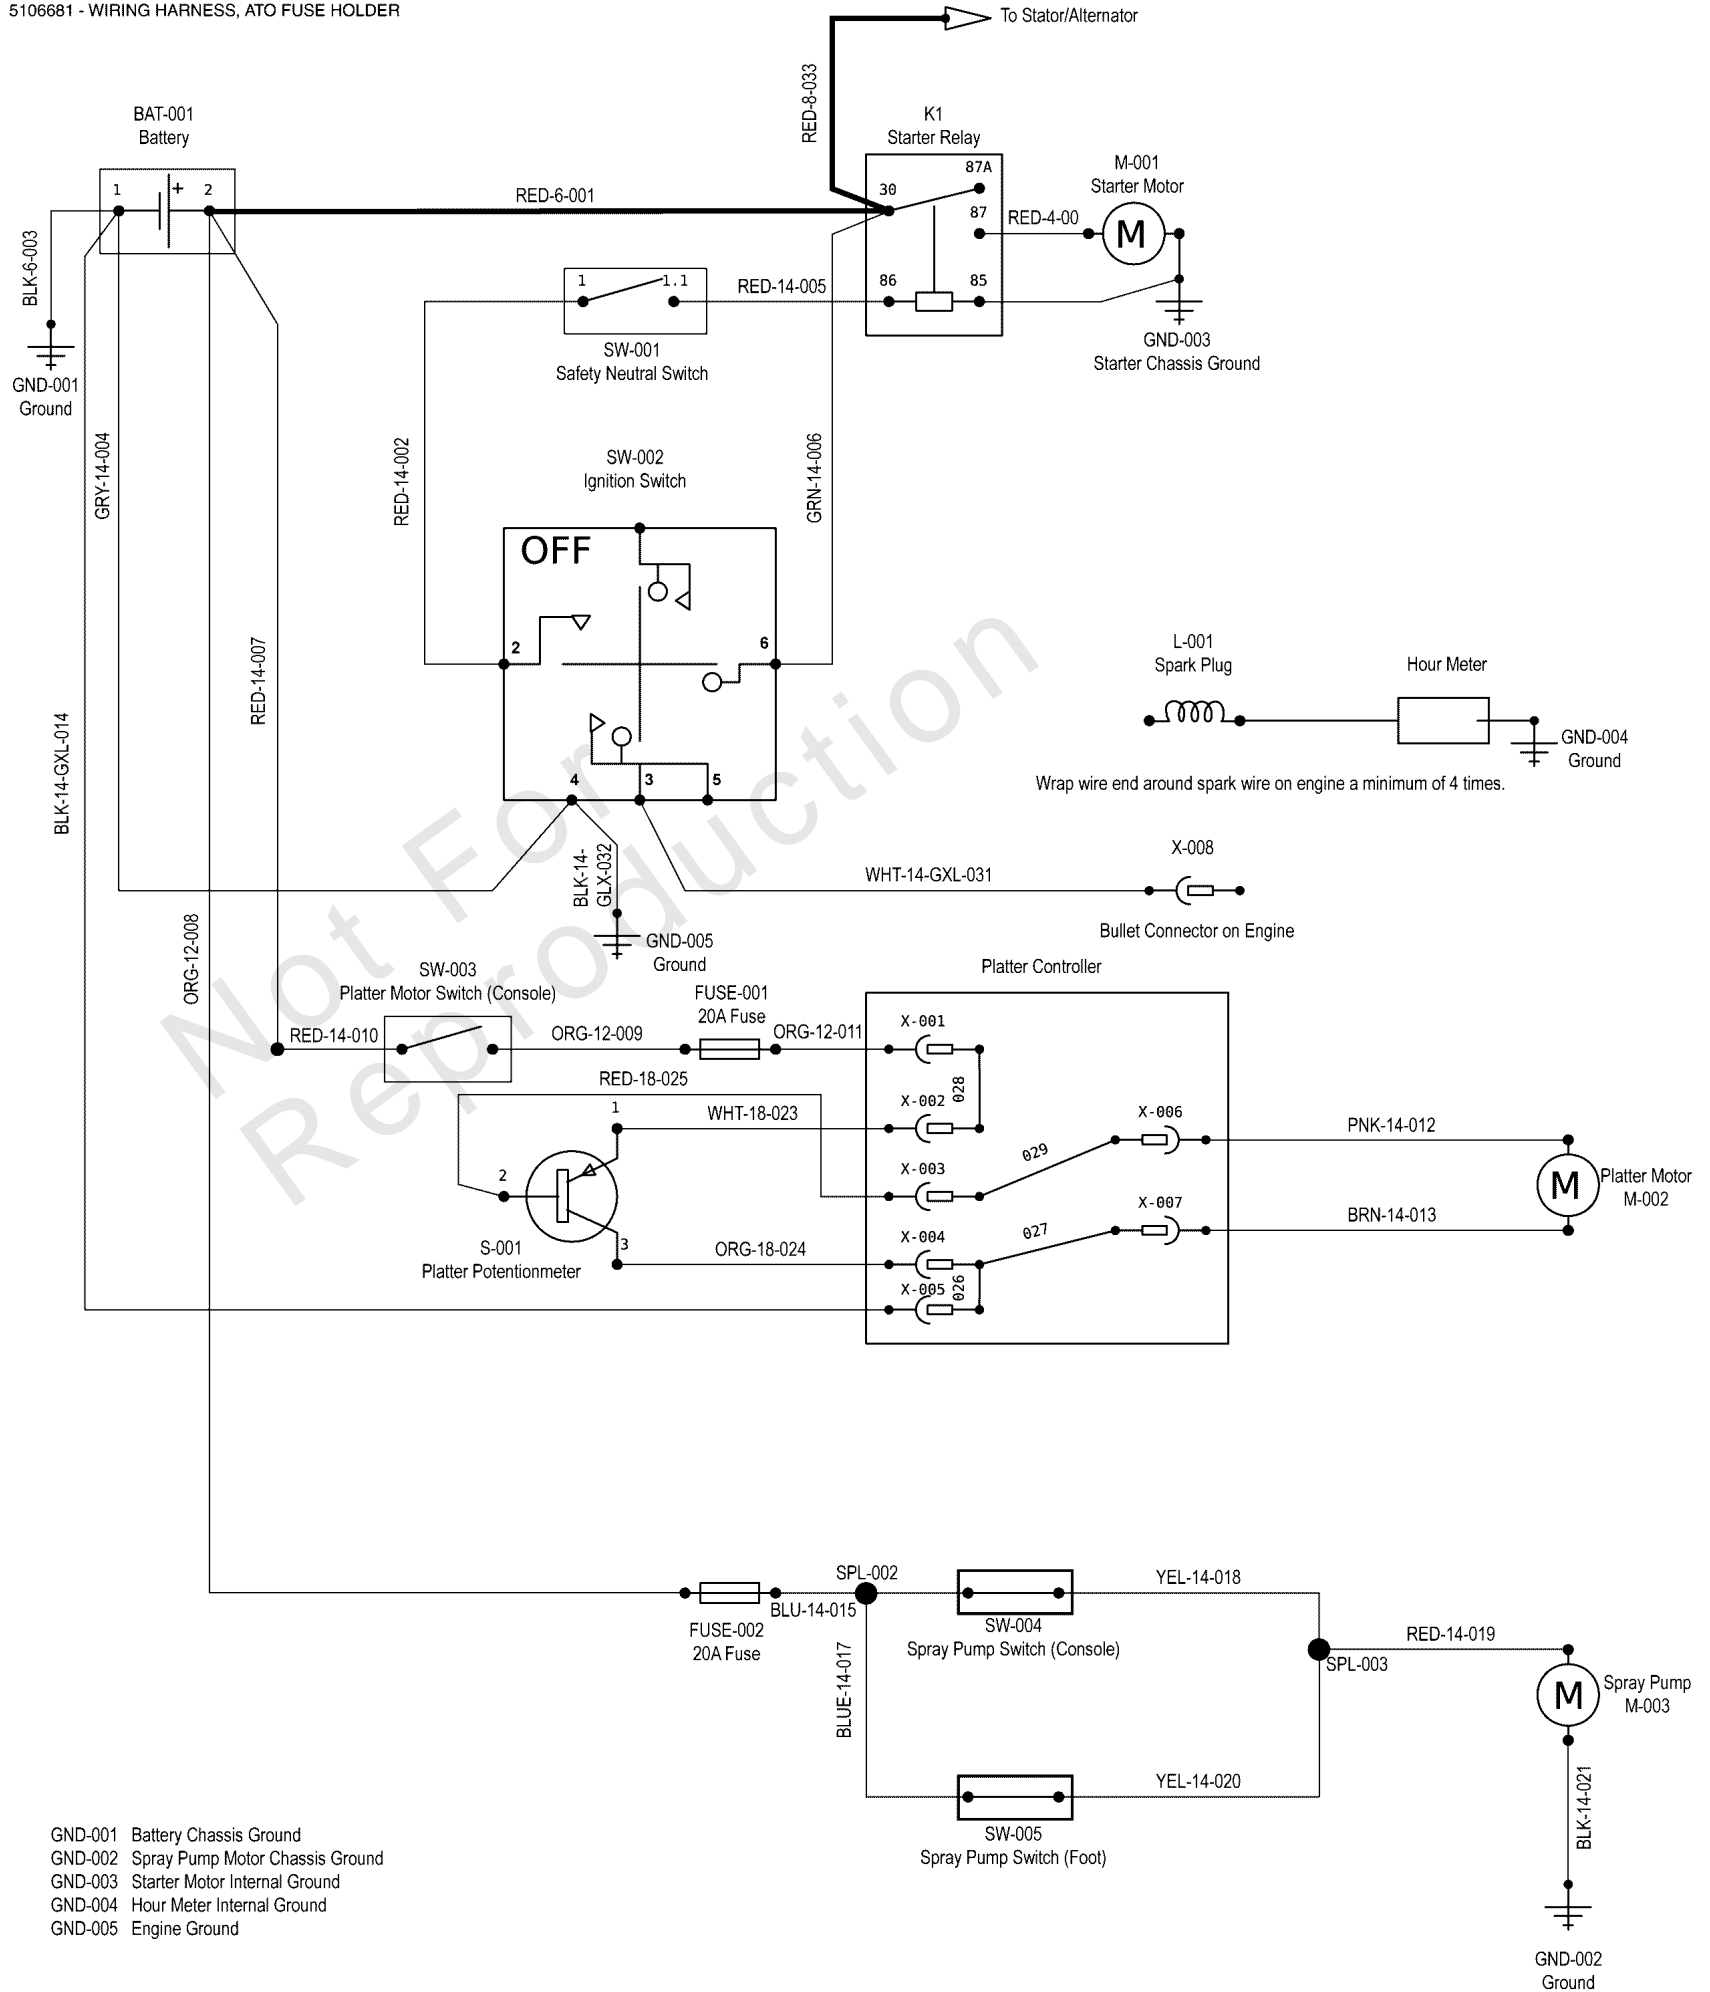 5106681 - WIRING HARNESS, ATO FUSE HOLDER
To Stator/Alternator
RED-8-033
BAT-001
Battery
1
+
2
RED-6-001
K1
Starter Relay
87A
30
87
86
85
RED-4-00
M-001
Starter Motor
M
GND-003
Starter Chassis Ground
BLK-6-003
GND-001
Ground
1
1.1
RED-14-005
SW-001
Safety Neutral Switch
GRY-14-004
RED-14-002
GRN-14-006
SW-002
Ignition Switch
OFF
2
6
4
3
5
RED-14-007
BLK-14-GXL-014
L-001
Spark Plug
Hour Meter
GND-004
Ground
Wrap wire end around spark wire on engine a minimum of 4 times.
X-008
WHT-14-GXL-031
Bullet Connector on Engine
BLK-14-
GLX-032
GND-005
Ground
ORG-12-008
SW-003
Platter Motor Switch (Console)
RED-14-010
ORG-12-009
FUSE-001
20A Fuse
ORG-12-011
Platter Controller
X-001
028
X-002
X-003
029
X-004
027
X-005
026
X-006
X-007
RED-18-025
WHT-18-023
1
2
3
S-001
Platter Potentionmeter
ORG-18-024
PNK-14-012
BRN-14-013
M
Platter Motor
M-002
FUSE-002
20A Fuse
BLU-14-015
SPL-002
BLUE-14-017
SW-004
Spray Pump Switch (Console)
YEL-14-018
SPL-003
RED-14-019
SW-005
Spray Pump Switch (Foot)
YEL-14-020
M
Spray Pump
M-003
BLK-14-021
GND-002
Ground
GND-001 Battery Chassis Ground
GND-002 Spray Pump Motor Chassis Ground
GND-003 Starter Motor Internal Ground
GND-004 Hour Meter Internal Ground
GND-005 Engine Ground
Not For
Reproduction